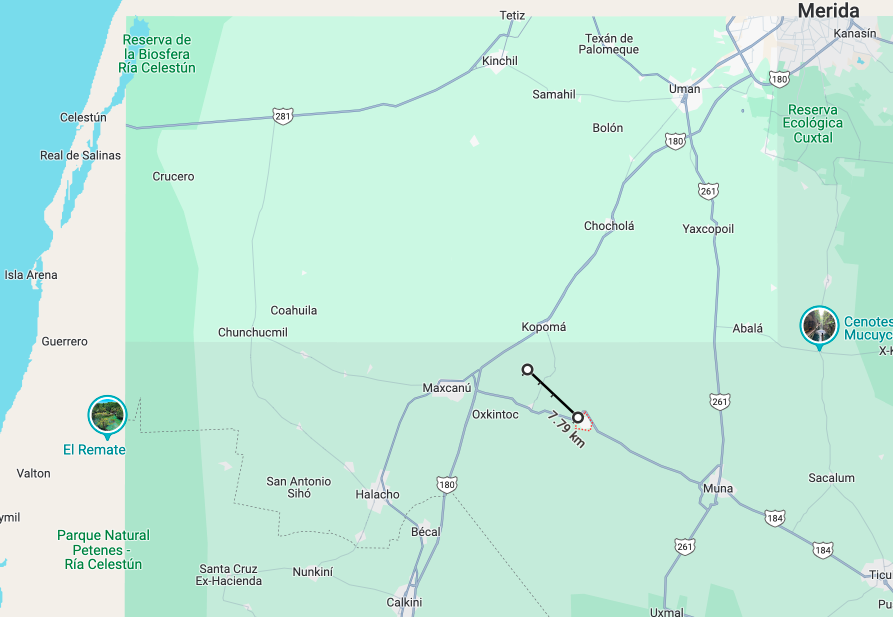 Tetiz
Merida
Kanasín
Reserva de
la Biosfera
Ría Celestún
Texán de
Palomeque
Kinchil
180
Samahil
Uman
Celestún
281
Reserva
Ecológica
Cuxtal
Bolón
Real de Salinas
180
Crucero
261
Chocholá
Yaxcopoil
Isla Arena
Coahuila
Cenotes
Mucuyc
Kopomá
Abalá
Chunchucmil
Guerrero
X-K
Maxcanú
261
Oxkintoc
7.79 km
El Remate
Valton
San Antonio
Sihó
180
Halacho
Muna
Sacalum
ymil
184
Parque Natural
Petenes -
Ría Celestún
Bécal
261
184
Santa Cruz
Ex-Hacienda
Nunkiní
Ticu
Calkini
Pu
Uxmal